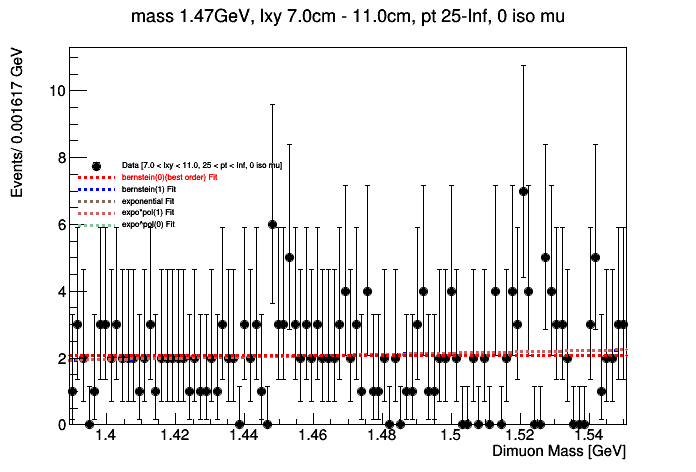 mass 1.47GeV, lxy 7.0cm - 11.0cm, pt 25-Inf, 0 iso mu
Events/ 0.001617 GeV
10
8
6
4
2
0
Data [7.0 < lxy < 11.0, 25 < pt < Inf, 0 iso mu]
bernstein(0)(best order) Fit
bernstein(1) Fit
exponential Fit
expo*pol(1) Fit
expo*pol(0) Fit
1.4 1.42 1.44 1.46 1.48 1.5 1.52 1.54
Dimuon Mass [GeV]